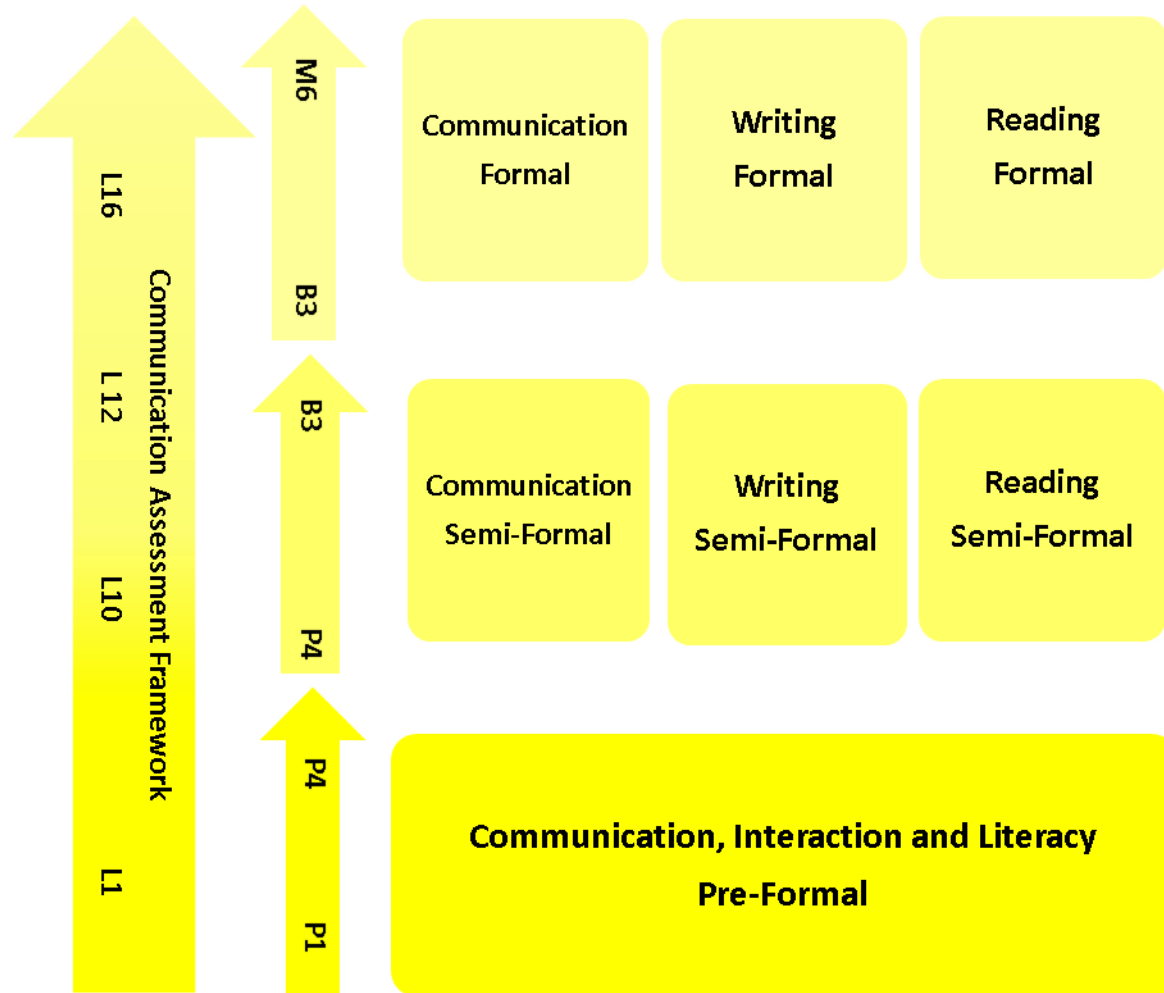 M6
Communication
Formal
Writing
Formal
Reading
Formal
L16
B3
Communication Assessment Framework
L 12
B3
Communication
Semi-Formal
Writing
Semi-Formal
Reading
Semi-Formal
L10
P4
P4
Communication, Interaction and Literacy
Pre-Formal
L1
P1